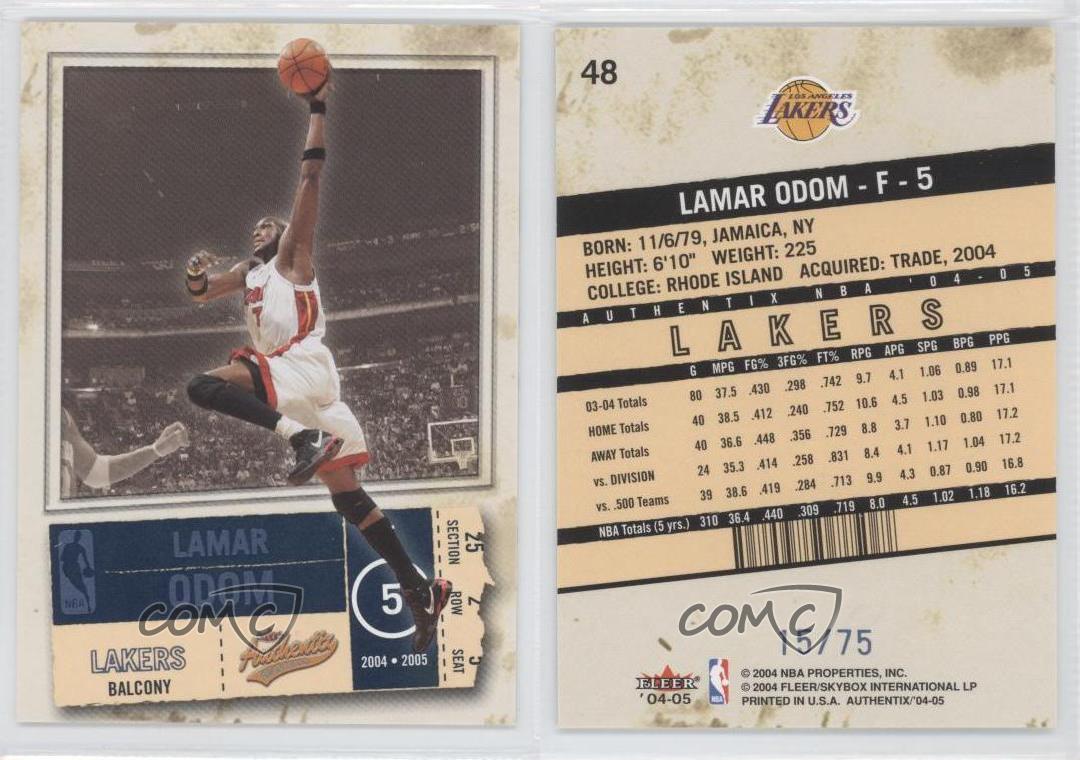 LAMAR
ODOM
LAKERS
BALCONY
Authentix
5
2004 • 2005
SECTION 25
ROW 2
SEAT 5
NBA
COMC
48
LOS ANGELES
LAKERS
LAMAR ODOM - F - 5
BORN: 11/6/79, JAMAICA, NY
HEIGHT: 6'10" WEIGHT: 225
COLLEGE: RHODE ISLAND ACQUIRED: TRADE, 2004
AUTHENTIX NBA '04-05
LAKERS
G MPG FG% 3FG% FT% RPG APG SPG BPG PPG
03-04 Totals 80 37.5 .430 .298 .742 9.7 4.1 1.06 0.89 17.1
HOME Totals 40 38.5 .412 .240 .752 10.6 4.5 1.03 0.98 17.1
AWAY Totals 40 36.6 .448 .356 .729 8.8 3.7 1.10 0.80 17.2
vs. DIVISION 24 35.3 .414 .258 .831 8.4 4.1 1.17 1.04 17.2
vs. .500 Teams 39 38.6 .419 .284 .713 9.9 4.3 0.87 0.90 16.8
NBA Totals (5 yrs.) 310 36.4 .440 .309 .719 8.0 4.5 1.02 1.18 16.2
COMC
15/75
FLEER
'04-05
NBA
© 2004 NBA PROPERTIES, INC.
© 2004 FLEER/SKYBOX INTERNATIONAL LP
PRINTED IN U.S.A. AUTHENTIX/'04-05